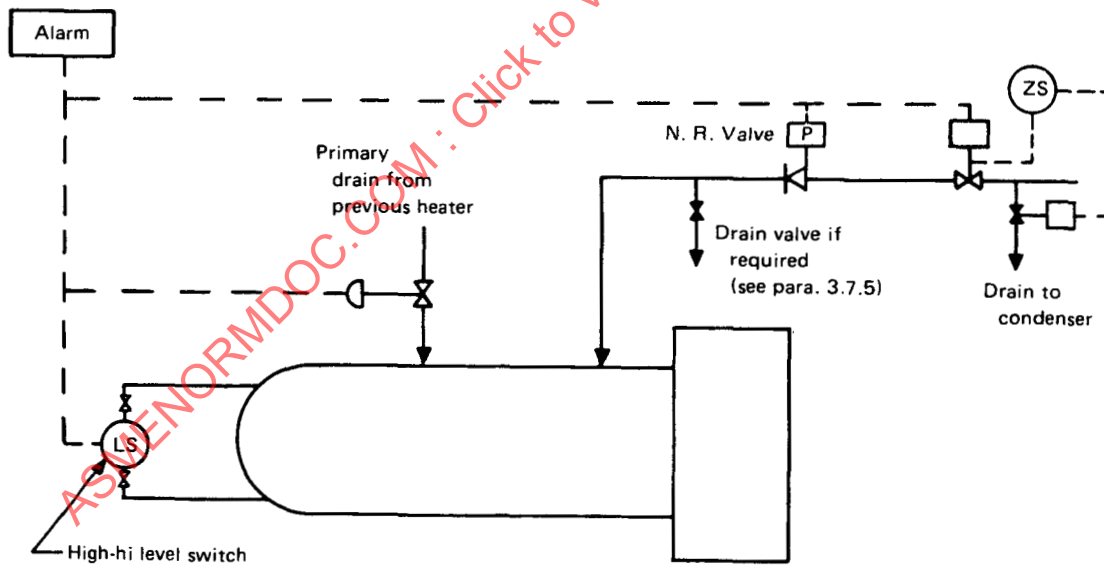 Alarm
ZS
N. R. Valve
P
Primary
drain from
previous heater
Drain valve if
required
(see para. 3.7.5)
Drain to
condenser
LS
High-hi level switch
ASMENORMDOC.COM : Click to